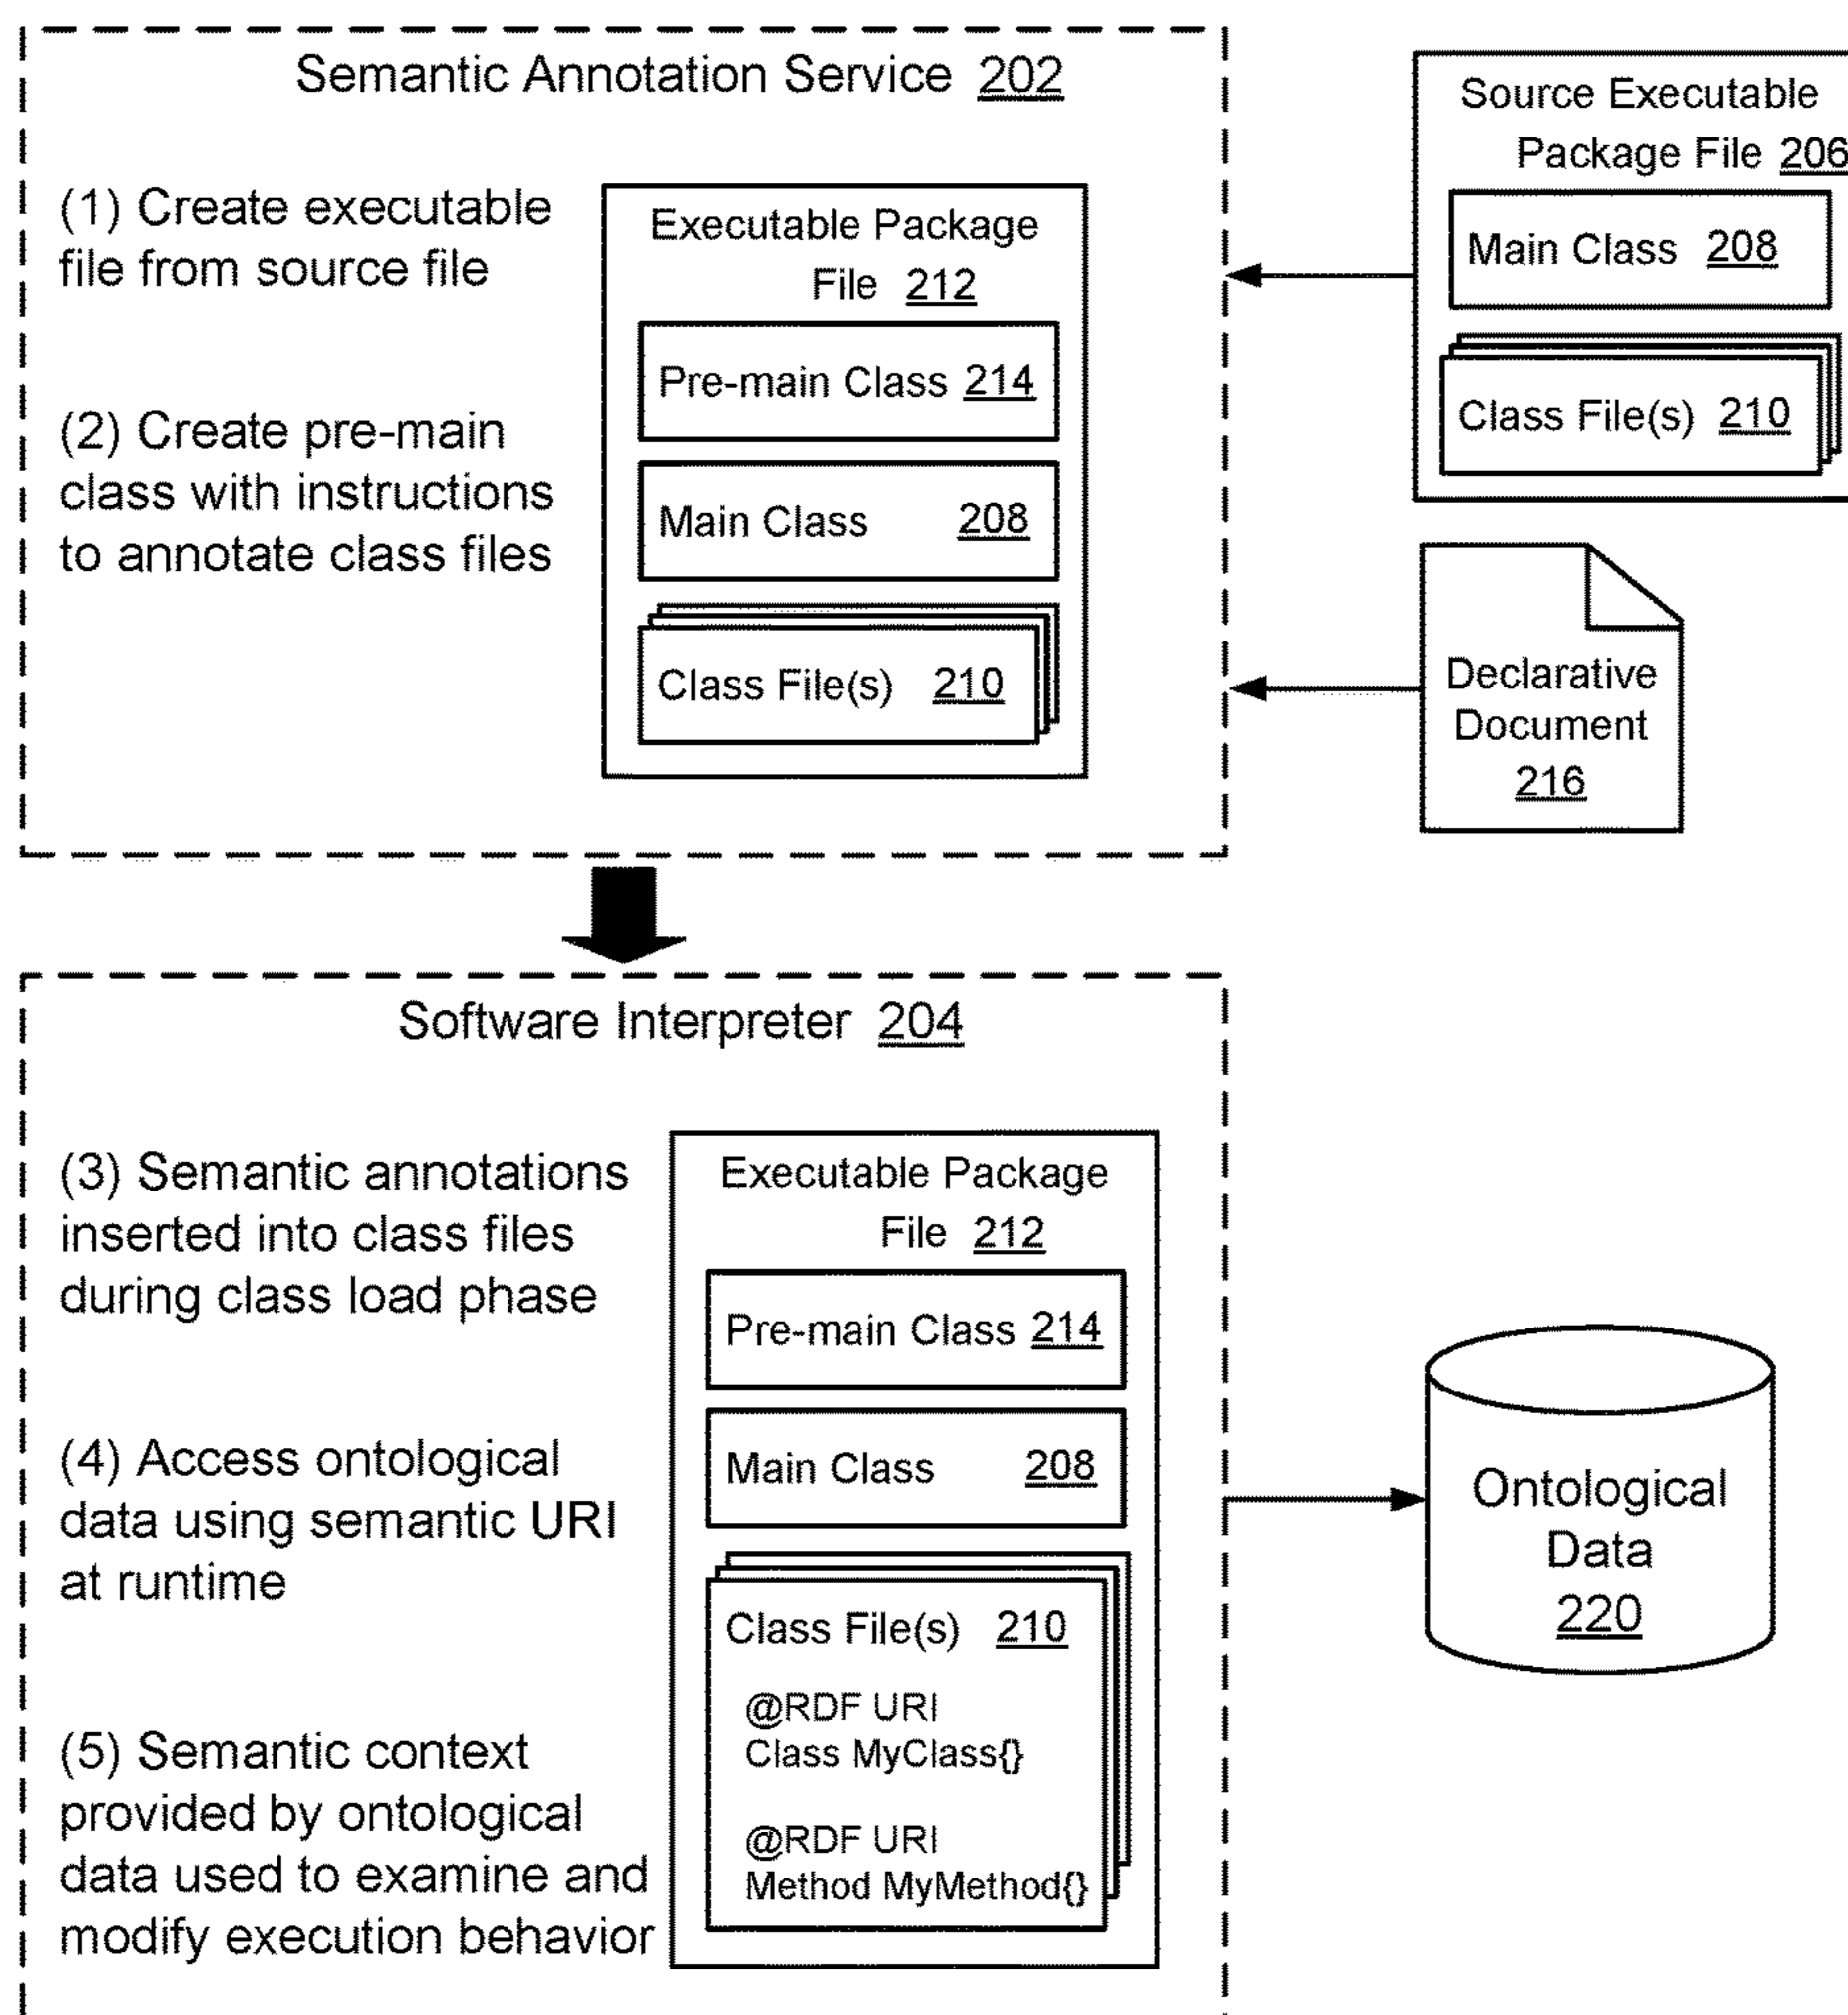 Semantic Annotation Service 202
(1) Create executable
file from source file
(2) Create pre-main
class with instructions
to annotate class files
Executable Package
File 212
Pre-main Class 214
Main Class 208
Class File(s) 210
Source Executable
Package File 206
Main Class 208
Class File(s) 210
Declarative
Document
216
Software Interpreter 204
(3) Semantic annotations
inserted into class files
during class load phase
(4) Access ontological
data using semantic URI
at runtime
(5) Semantic context
provided by ontological
data used to examine and
modify execution behavior
Executable Package
File 212
Pre-main Class 214
Main Class 208
Class File(s) 210
@RDF URI
Class MyClass{}
@RDF URI
Method MyMethod{}
Ontological
Data
220